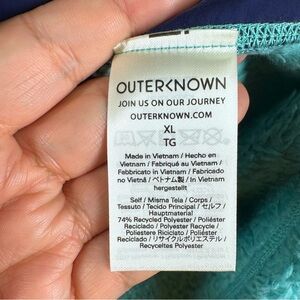 OUTERKNOWN
JOIN US ON OUR JOURNEY
OUTERKNOWN.COM
XL
TG
Made in Vietnam / Hecho en
Vietnam / Fabriqué au Vietnam /
Fabbricato in Vietnam / Fabricado
no Vietnã / ベトナム製 / In Vietnam
hergestellt
Self / Misma Tela / Corps /
Tessuto / Tecido Principal / セルフ /
Hauptmaterial
74% Recycled Polyester / Poliéster
Reciclado / Polyester Recyclé /
Poliestere Riciclato / Poliéster
Reciclado / リサイクルポリエステル /
Recyceltes Polyester